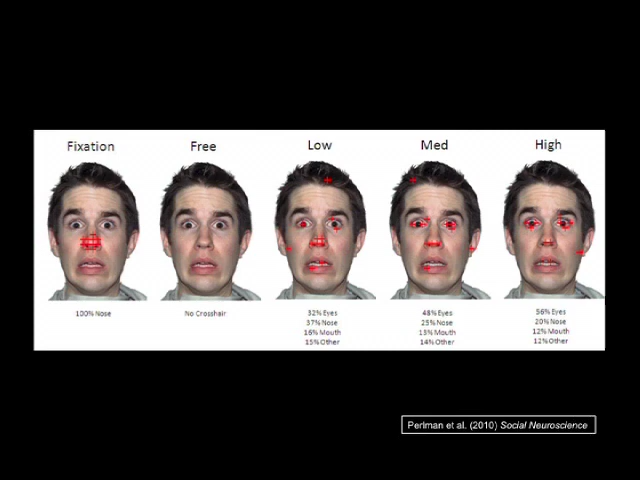 Fixation Free Low Med High
100% Nose No Crosshair 32% Eyes 48% Eyes 56% Eyes
37% Nose 25% Nose 20% Nose
16% Mouth 13% Mouth 12% Mouth
15% Other 14% Other 12% Other
Perlman et al. (2010) Social Neuroscience